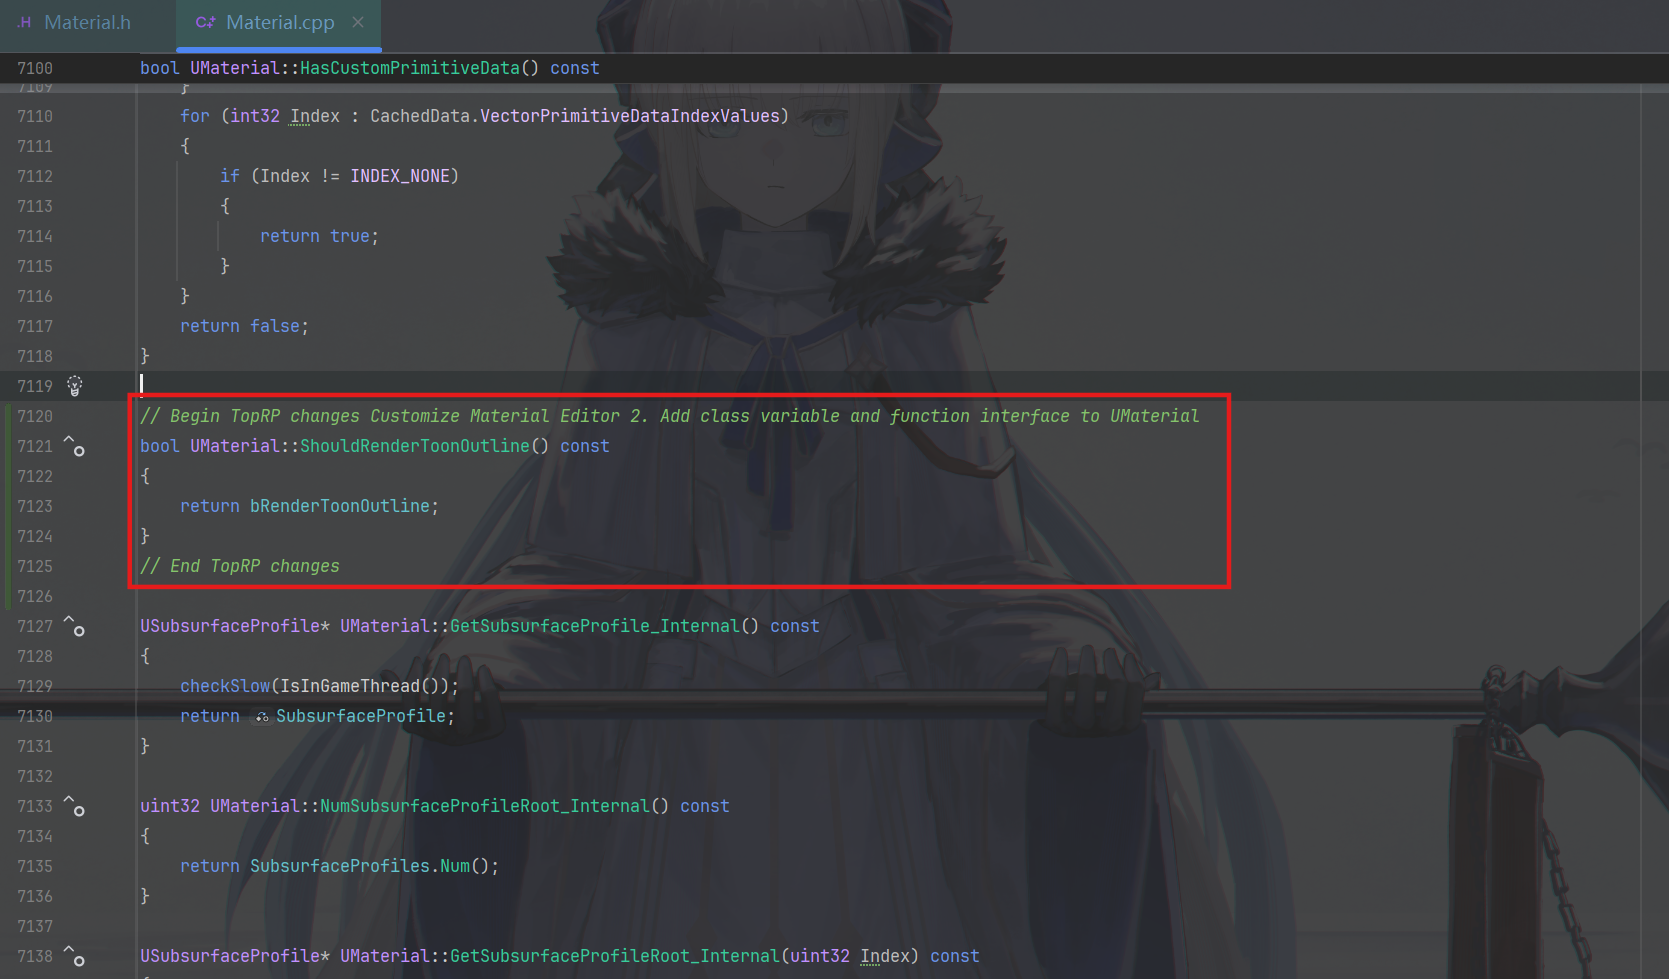 .H Material.h C++ Material.cpp ×
7100 bool UMaterial::HasCustomPrimitiveData() const
7109 }
7110 for (int32 Index : CachedData.VectorPrimitiveDataIndexValues)
7111 {
7112 if (Index != INDEX_NONE)
7113 {
7114 return true;
7115 }
7116 }
7117 return false;
7118 }
7119
7120 // Begin TopRP changes Customize Material Editor 2. Add class variable and function interface to UMaterial
7121 bool UMaterial::ShouldRenderToonOutline() const
7122 {
7123 return bRenderToonOutline;
7124 }
7125 // End TopRP changes
7126
7127 USubsurfaceProfile* UMaterial::GetSubsurfaceProfile_Internal() const
7128 {
7129 checkSlow(IsInGameThread());
7130 return SubsurfaceProfile;
7131 }
7132
7133 uint32 UMaterial::NumSubsurfaceProfileRoot_Internal() const
7134 {
7135 return SubsurfaceProfiles.Num();
7136 }
7137
7138 USubsurfaceProfile* UMaterial::GetSubsurfaceProfileRoot_Internal(uint32 Index) const